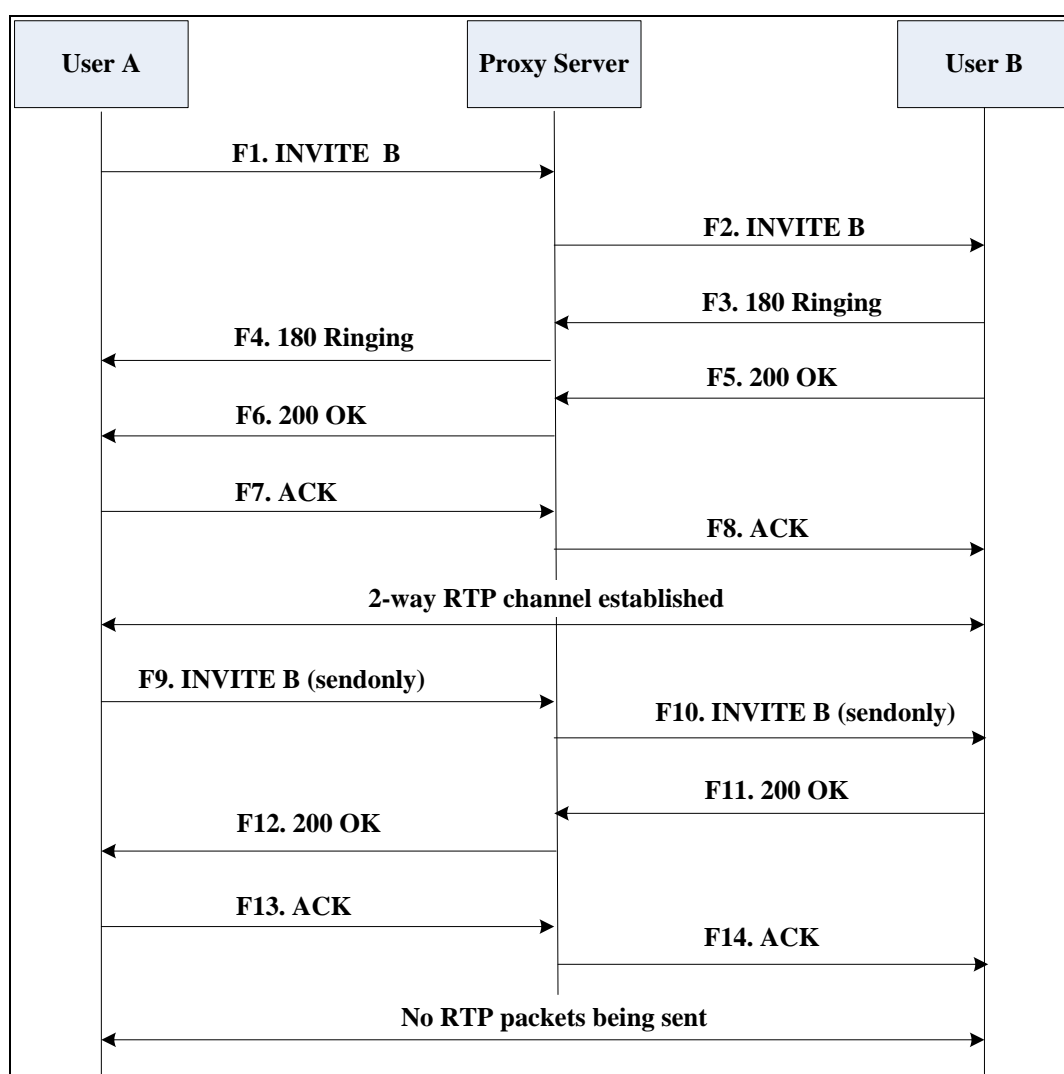 User A
Proxy Server
User B
F1. INVITE B
F2. INVITE B
F3. 180 Ringing
F4. 180 Ringing
F5. 200 OK
F6. 200 OK
F7. ACK
F8. ACK
2-way RTP channel established
F9. INVITE B (sendonly)
F10. INVITE B (sendonly)
F11. 200 OK
F12. 200 OK
F13. ACK
F14. ACK
No RTP packets being sent